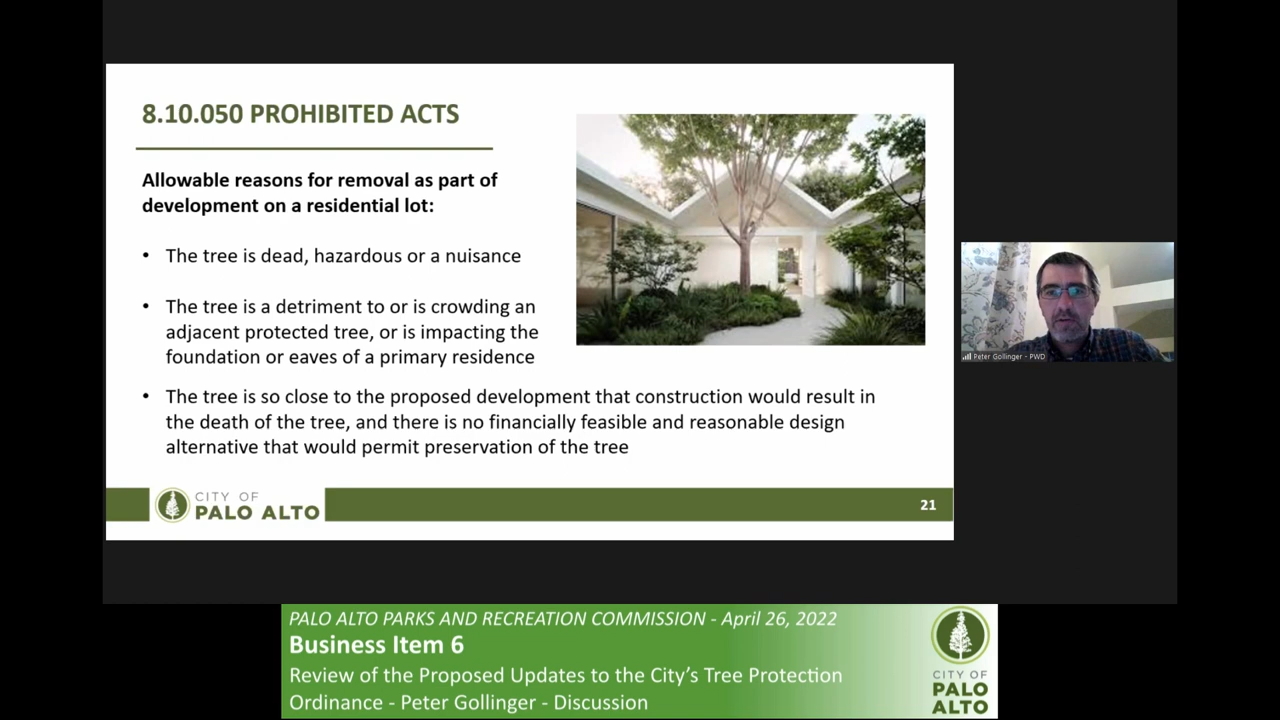 8.10.050 PROHIBITED ACTS
Allowable reasons for removal as part of
development on a residential lot:
• The tree is dead, hazardous or a nuisance
• The tree is a detriment to or is crowding an
adjacent protected tree, or is impacting the
foundation or eaves of a primary residence
• The tree is so close to the proposed development that construction would result in
the death of the tree, and there is no financially feasible and reasonable design
alternative that would permit preservation of the tree
CITY OF
PALO ALTO
21
Peter Gollinger - PWD
PALO ALTO PARKS AND RECREATION COMMISSION - April 26, 2022
Business Item 6
Review of the Proposed Updates to the City's Tree Protection
Ordinance - Peter Gollinger - Discussion
CITY OF
PALO
ALTO